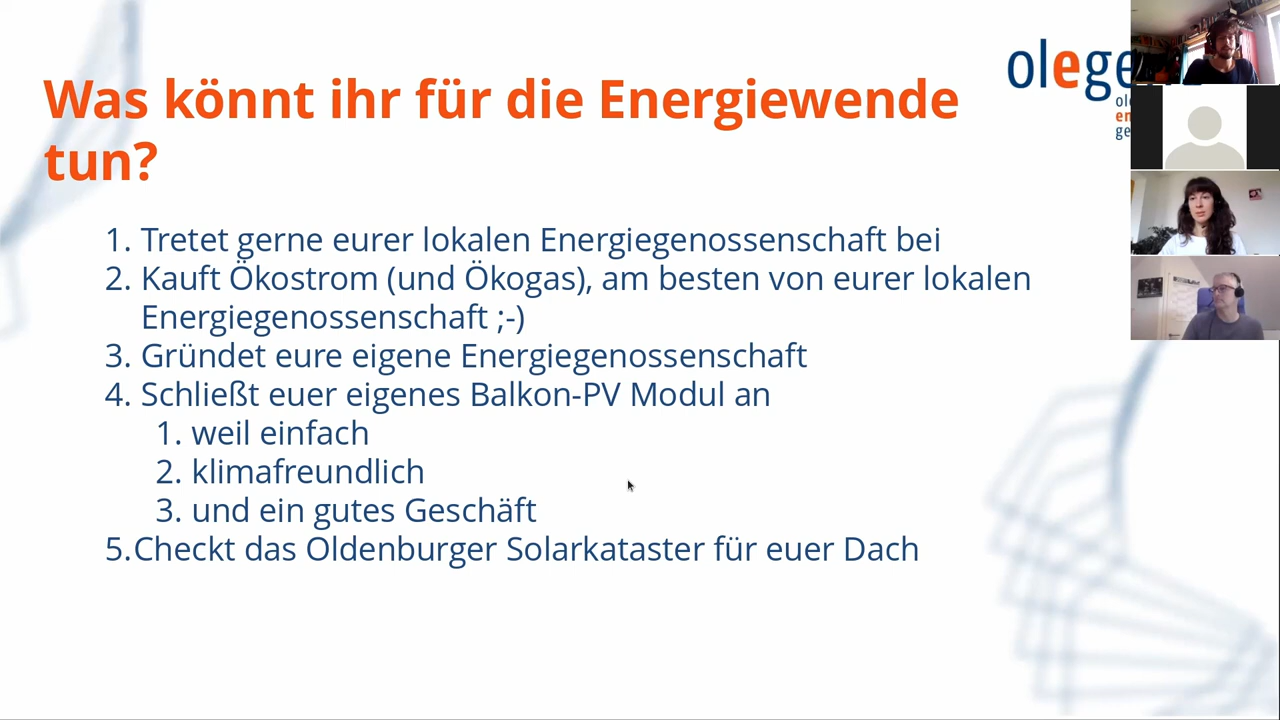 Was könnt ihr für die Energiewende
tun?
1. Tretet gerne eurer lokalen Energiegenossenschaft bei
2. Kauft Ökostrom (und Ökogas), am besten von eurer lokalen
Energiegenossenschaft ;-)
3. Gründet eure eigene Energiegenossenschaft
4. Schließt euer eigenes Balkon-PV Modul an
1. weil einfach
2. klimafreundlich
3. und ein gutes Geschäft
5.Checkt das Oldenburger Solarkataster für euer Dach